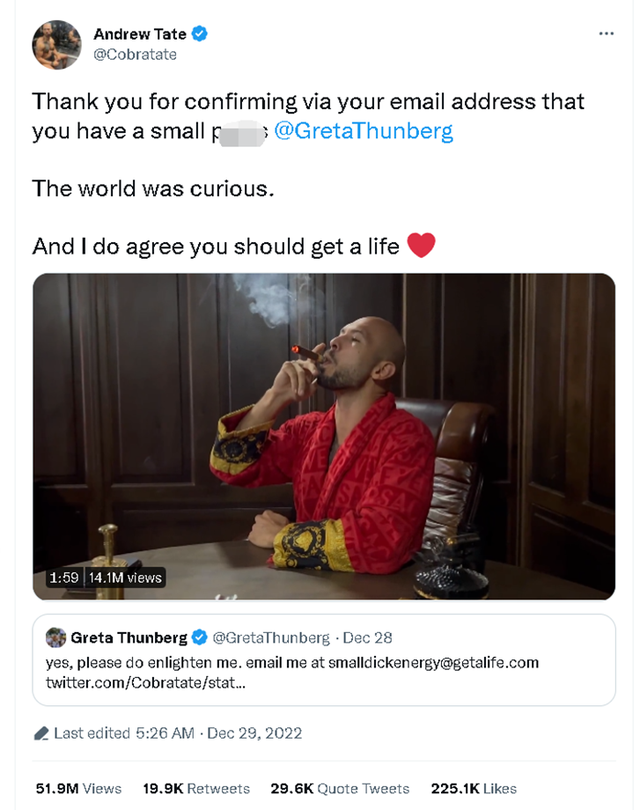 Andrew Tate
@Cobratate
Thank you for confirming via your email address that
you have a small @GretaThunberg
The world was curious.
And I do agree you should get a life
1:59 14.1M views
Greta Thunberg @GretaThunberg · Dec 28
yes, please do enlighten me. email me at smalldickenergy@getalife.com
twitter.com/Cobratate/stat...
Last edited 5:26 AM · Dec 29, 2022
51.9M Views 19.9K Retweets 29.6K Quote Tweets 225.1K Likes